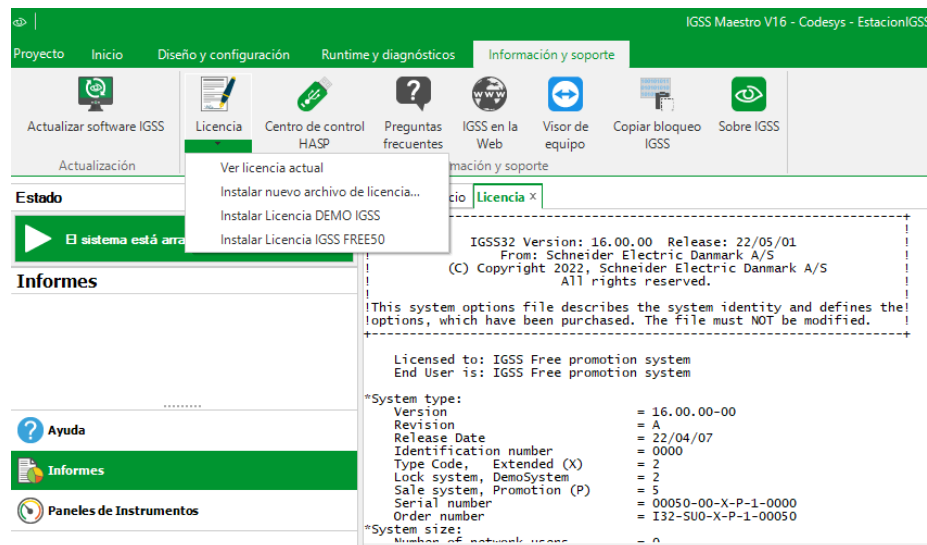 IGSS Maestro V16 - Codesys - EstacionIGSS
Proyecto Inicio Diseño y configuración Runtime y diagnósticos Información y soporte
Actualizar software IGSS
Licencia
Centro de control HASP
Preguntas frecuentes
IGSS en la Web
Visor de equipo
Copiar bloqueo IGSS
Sobre IGSS
Actualización
mación y soporte
Ver licencia actual
Instalar nuevo archivo de licencia...
Instalar Licencia DEMO IGSS
Instalar Licencia IGSS FREE50
Estado
El sistema está arra
Informes
Ayuda
Informes
Paneles de Instrumentos
cio Licencia x
+------------------------------------------------------------------------+
! IGSS32 Version: 16.00.00 Release: 22/05/01 !
! From: Schneider Electric Danmark A/S !
! (C) Copyright 2022, Schneider Electric Danmark A/S !
! All rights reserved. !
! !
!This system options file describes the system identity and defines the!
!options, which have been purchased. The file must NOT be modified. !
+------------------------------------------------------------------------+
Licensed to: IGSS Free promotion system
End User is: IGSS Free promotion system
*System type:
Version = 16.00.00-00
Revision = A
Release Date = 22/04/07
Identification number = 0000
Type Code, Extended (X) = 2
Lock system, DemoSystem = 2
Sale system, Promotion (P) = 5
Serial number = 00050-00-X-P-1-0000
Order number = I32-SU0-X-P-1-00050
*System size:
Number of network users = 0